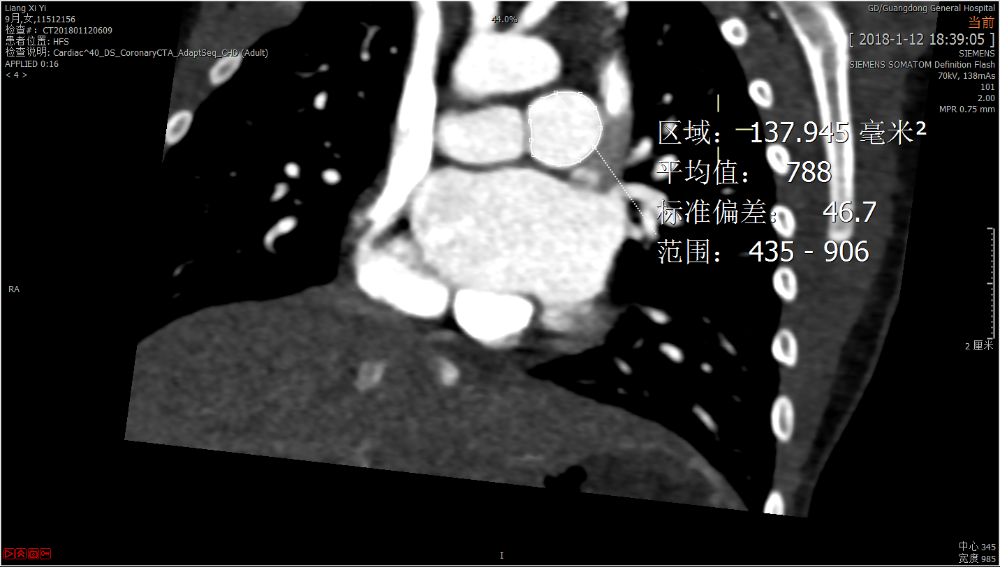 Liang Xi Yi
9月,女,11512156
检查#: CT201801120609
患者位置: HFS
检查说明: Cardiac^40_DS_CoronaryCTA_AdaptSeq_CHD (Adult)
APPLIED 0:16
< 4 >
44.0%
GD/Guangdong General Hospital
当前
[ 2018-1-12 18:39:05 ]
SIEMENS
SIEMENS SOMATOM Definition Flash
70kV, 138mAs
101
2.00
MPR 0.75 mm
区域: 137.945 毫米²
平均值: 788
标准偏差: 46.7
范围: 435 - 906
RA
2 厘米
I
中心 345
宽度 985